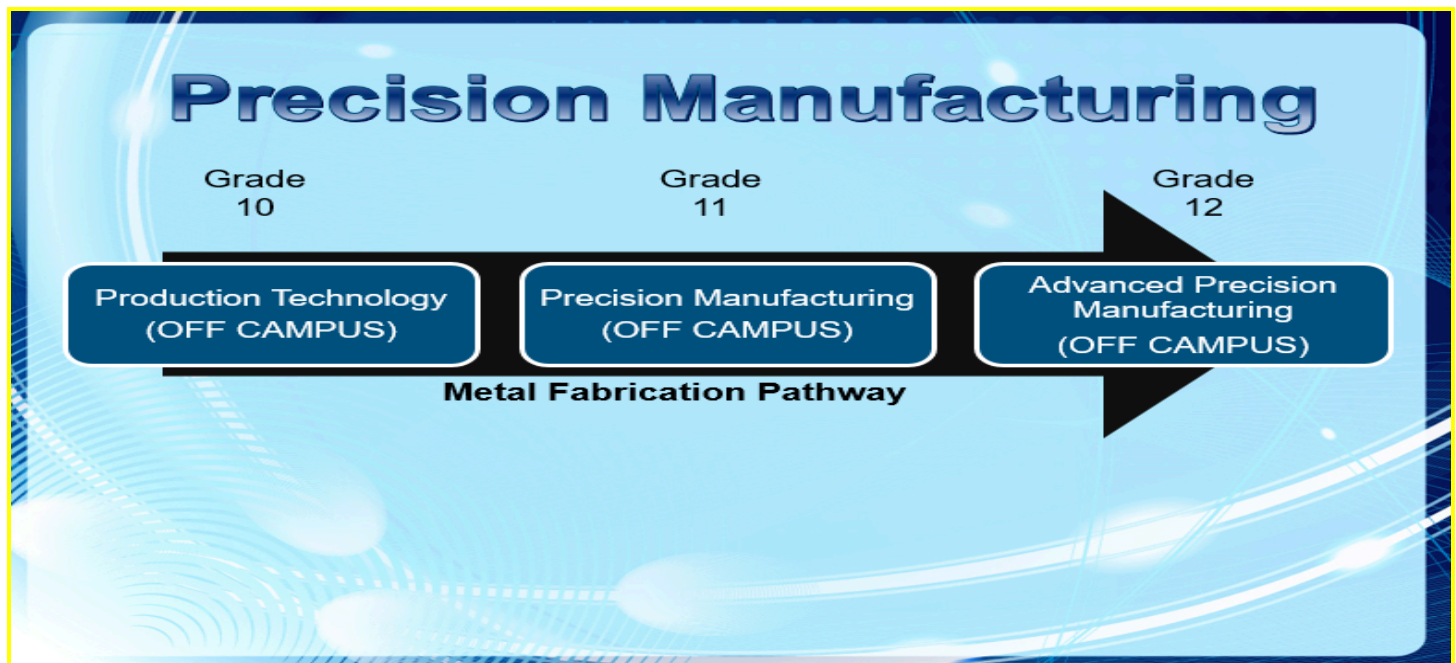 Precision Manufacturing
Grade
10
Grade
11
Grade
12
Production Technology
(OFF CAMPUS)
Precision Manufacturing
(OFF CAMPUS)
Advanced Precision
Manufacturing
(OFF CAMPUS)
Metal Fabrication Pathway